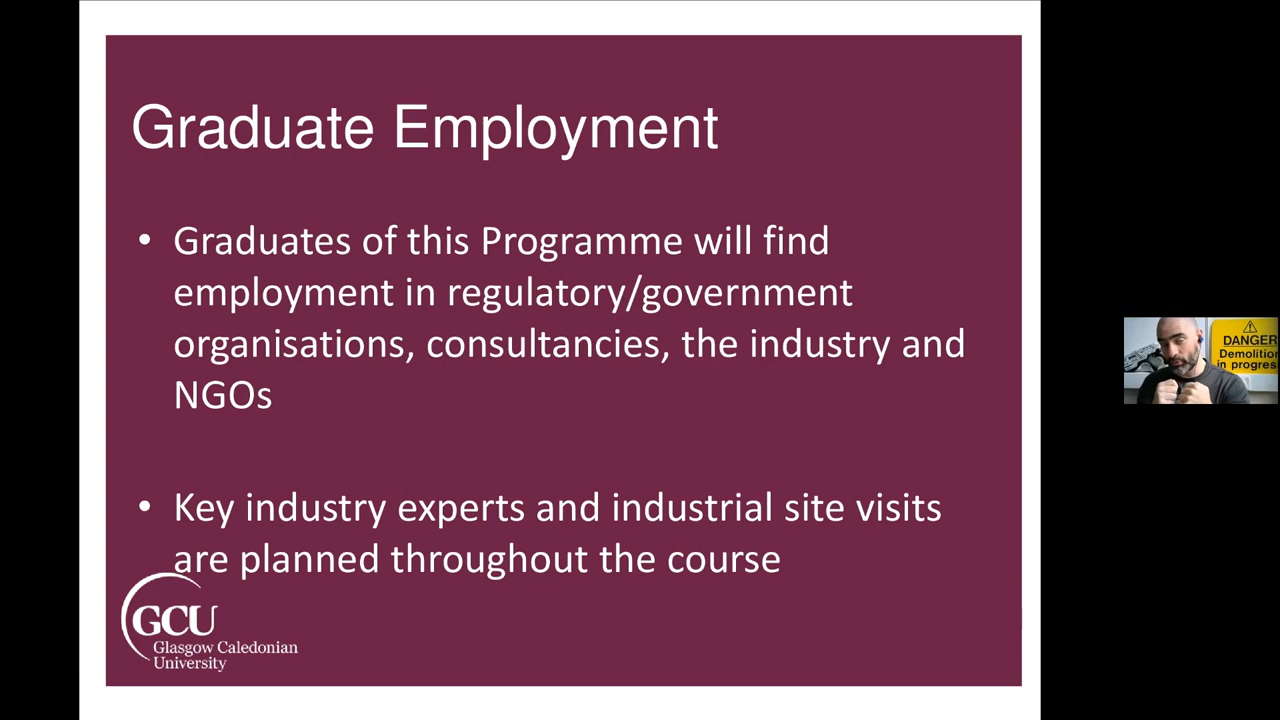 Graduate Employment
• Graduates of this Programme will find
employment in regulatory/government
organisations, consultancies, the industry and
NGOs
• Key industry experts and industrial site visits
are planned throughout the course
GCU
Glasgow Caledonian
University
DANGER
Demolition
in progress